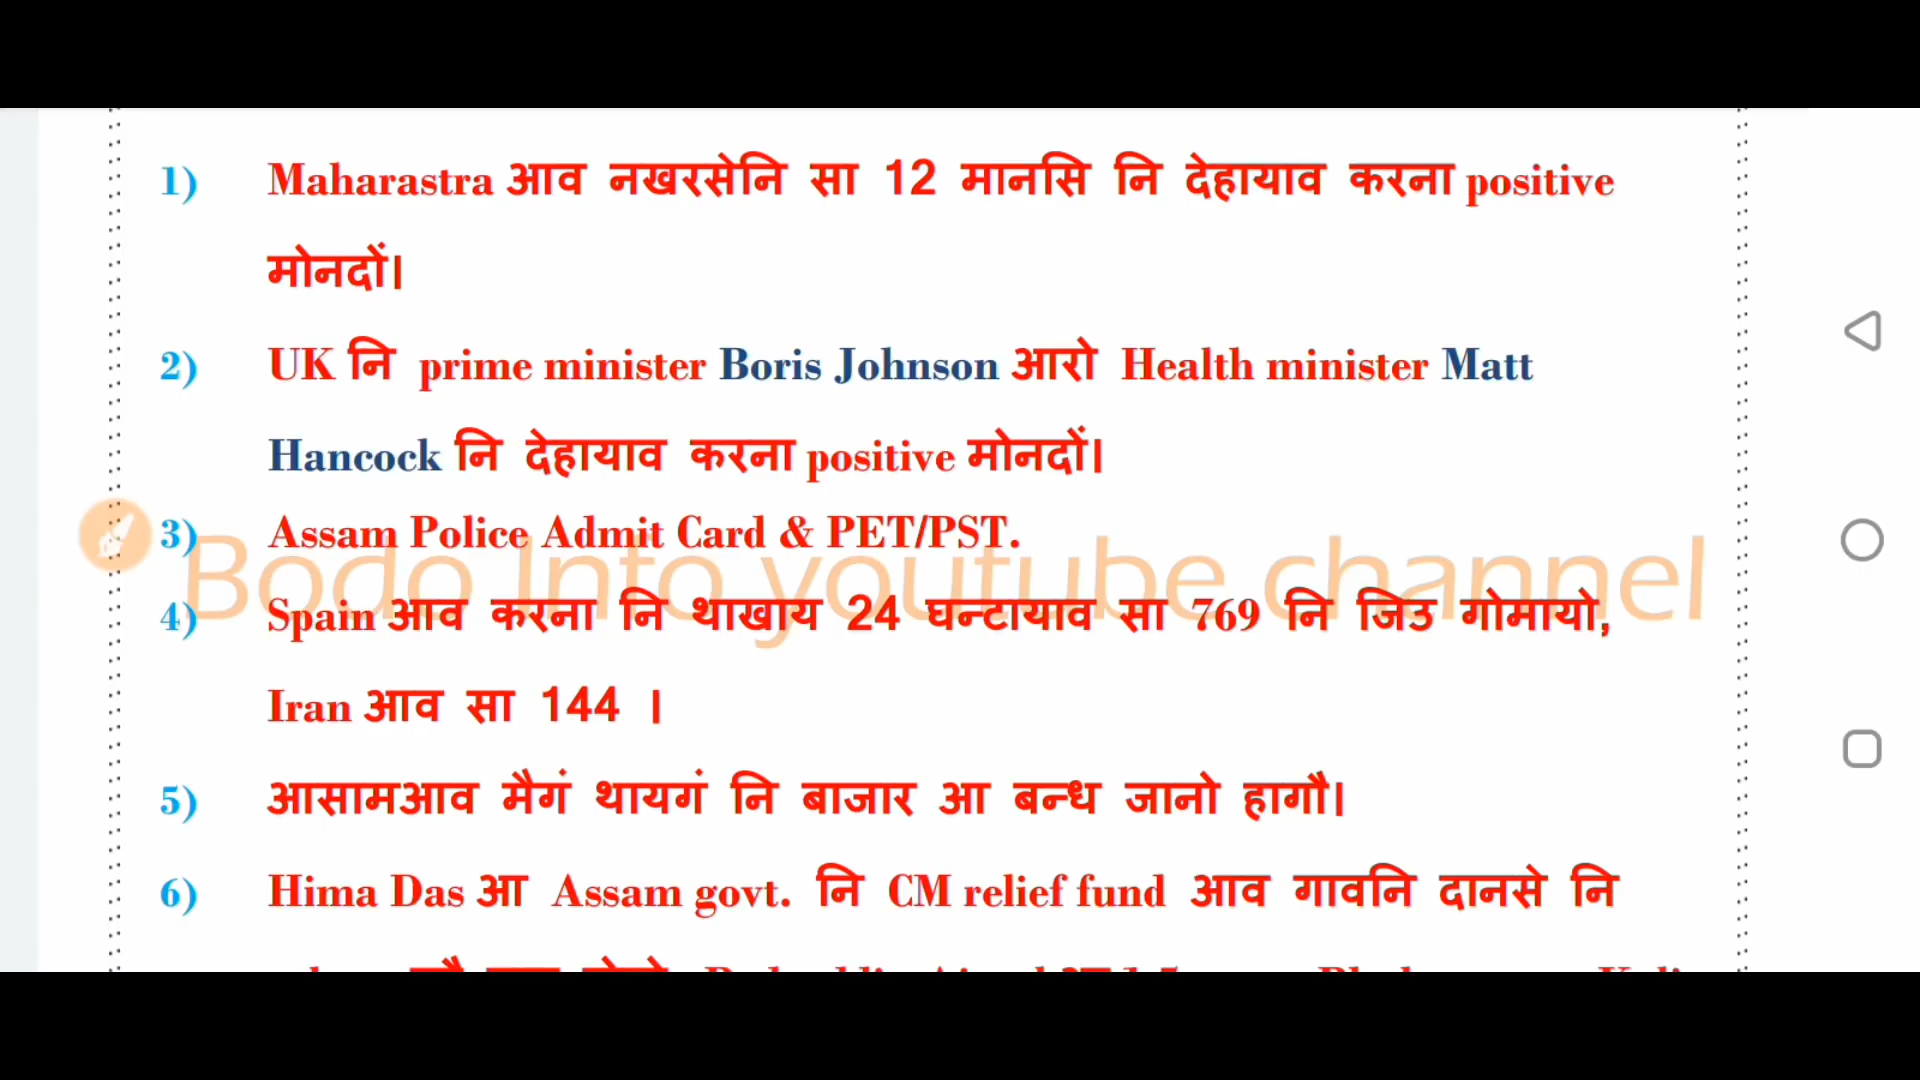 1) Maharastra आव नखरसेनि सा 12 मानसि नि देहायाव करना positive
मोनदों।
2) UK नि prime minister Boris Johnson आरो Health minister Matt
Hancock नि देहायाव करना positive मोनदों।
3) Assam Police Admit Card & PET/PST.
Bodo Info youtube channel
4) Spain आव करना नि थाखाय 24 घन्टायाव सा 769 नि जिउ गोमायो,
Iran आव सा 144 ।
5) आसामआव मैगं थायगं नि बाजार आ बन्ध जानो हागौ।
6) Hima Das आ Assam govt. नि CM relief fund आव गावनि दानसे नि